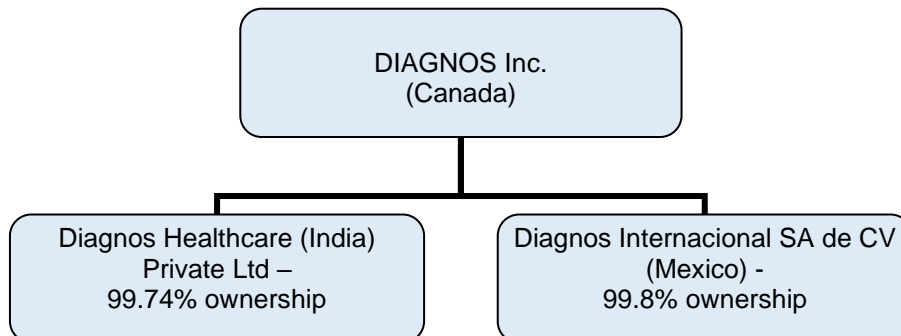 DIAGNOS Inc.
(Canada)
Diagnos Healthcare (India)
Private Ltd –
99.74% ownership
Diagnos Internacional SA de CV
(Mexico) -
99.8% ownership